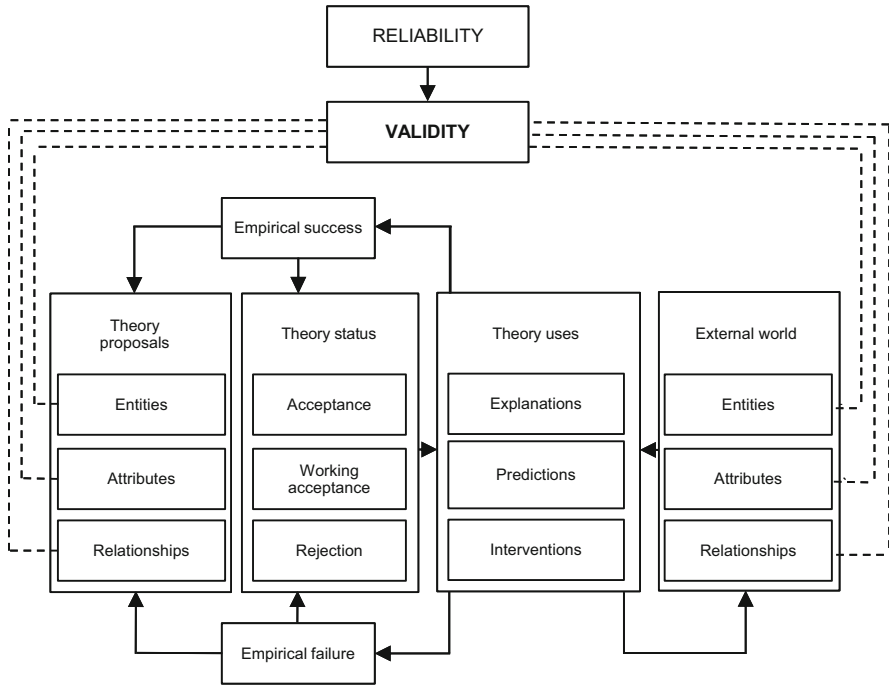 RELIABILITY
VALIDITY
Empirical success
Theory
proposals
Entities
Attributes
Relationships
Theory status
Acceptance
Working
acceptance
Rejection
Theory uses
Explanations
Predictions
Interventions
External world
Entities
Attributes
Relationships
Empirical failure